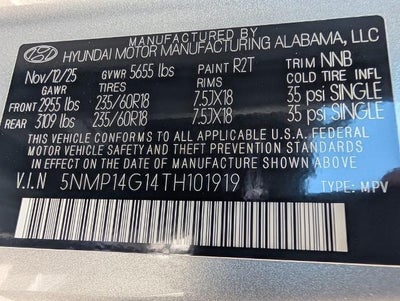 MANUFACTURED BY
HYUNDAI MOTOR MANUFACTURING ALABAMA, LLC
Nov/12/25 GVWR 5655 lbs PAINT R2T TRIM NNB
GAWR TIRES RIMS COLD TIRE INFL
FRONT 2955 lbs 235/60R18 7.5JX18 35 psi SINGLE
REAR 3109 lbs 235/60R18 7.5JX18 35 psi SINGLE
THIS VEHICLE CONFORMS TO ALL APPLICABLE U.S.A. FEDERAL
MOTOR VEHICLE SAFETY AND THEFT PREVENTION STANDARDS
IN EFFECT ON THE DATE OF MANUFACTURE SHOWN ABOVE.
V.I.N 5NMP14G14TH101919 TYPE: MPV